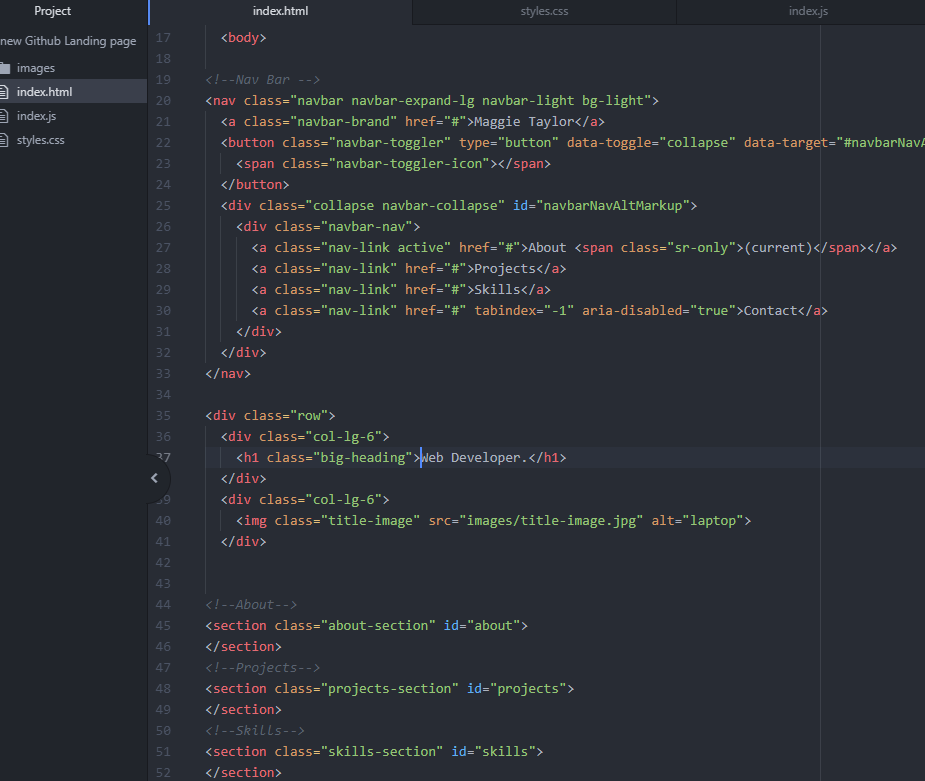 Project
new Github Landing page
images
index.html
index.js
styles.css
index.html
styles.css
index.js
17 <body>
18
19 <!--Nav Bar -->
20 <nav class="navbar navbar-expand-lg navbar-light bg-light">
21 <a class="navbar-brand" href="#">Maggie Taylor</a>
22 <button class="navbar-toggler" type="button" data-toggle="collapse" data-target="#navbarNavA
23 <span class="navbar-toggler-icon"></span>
24 </button>
25 <div class="collapse navbar-collapse" id="navbarNavAltMarkup">
26 <div class="navbar-nav">
27 <a class="nav-link active" href="#">About <span class="sr-only">(current)</span></a>
28 <a class="nav-link" href="#">Projects</a>
29 <a class="nav-link" href="#">Skills</a>
30 <a class="nav-link" href="#" tabindex="-1" aria-disabled="true">Contact</a>
31 </div>
32 </div>
33 </nav>
34
35 <div class="row">
36 <div class="col-lg-6">
37 <h1 class="big-heading">Web Developer.</h1>
</div>
39 <div class="col-lg-6">
40 <img class="title-image" src="images/title-image.jpg" alt="laptop">
41 </div>
42
43
44 <!--About-->
45 <section class="about-section" id="about">
46 </section>
47 <!--Projects-->
48 <section class="projects-section" id="projects">
49 </section>
50 <!--Skills-->
51 <section class="skills-section" id="skills">
52 </section>